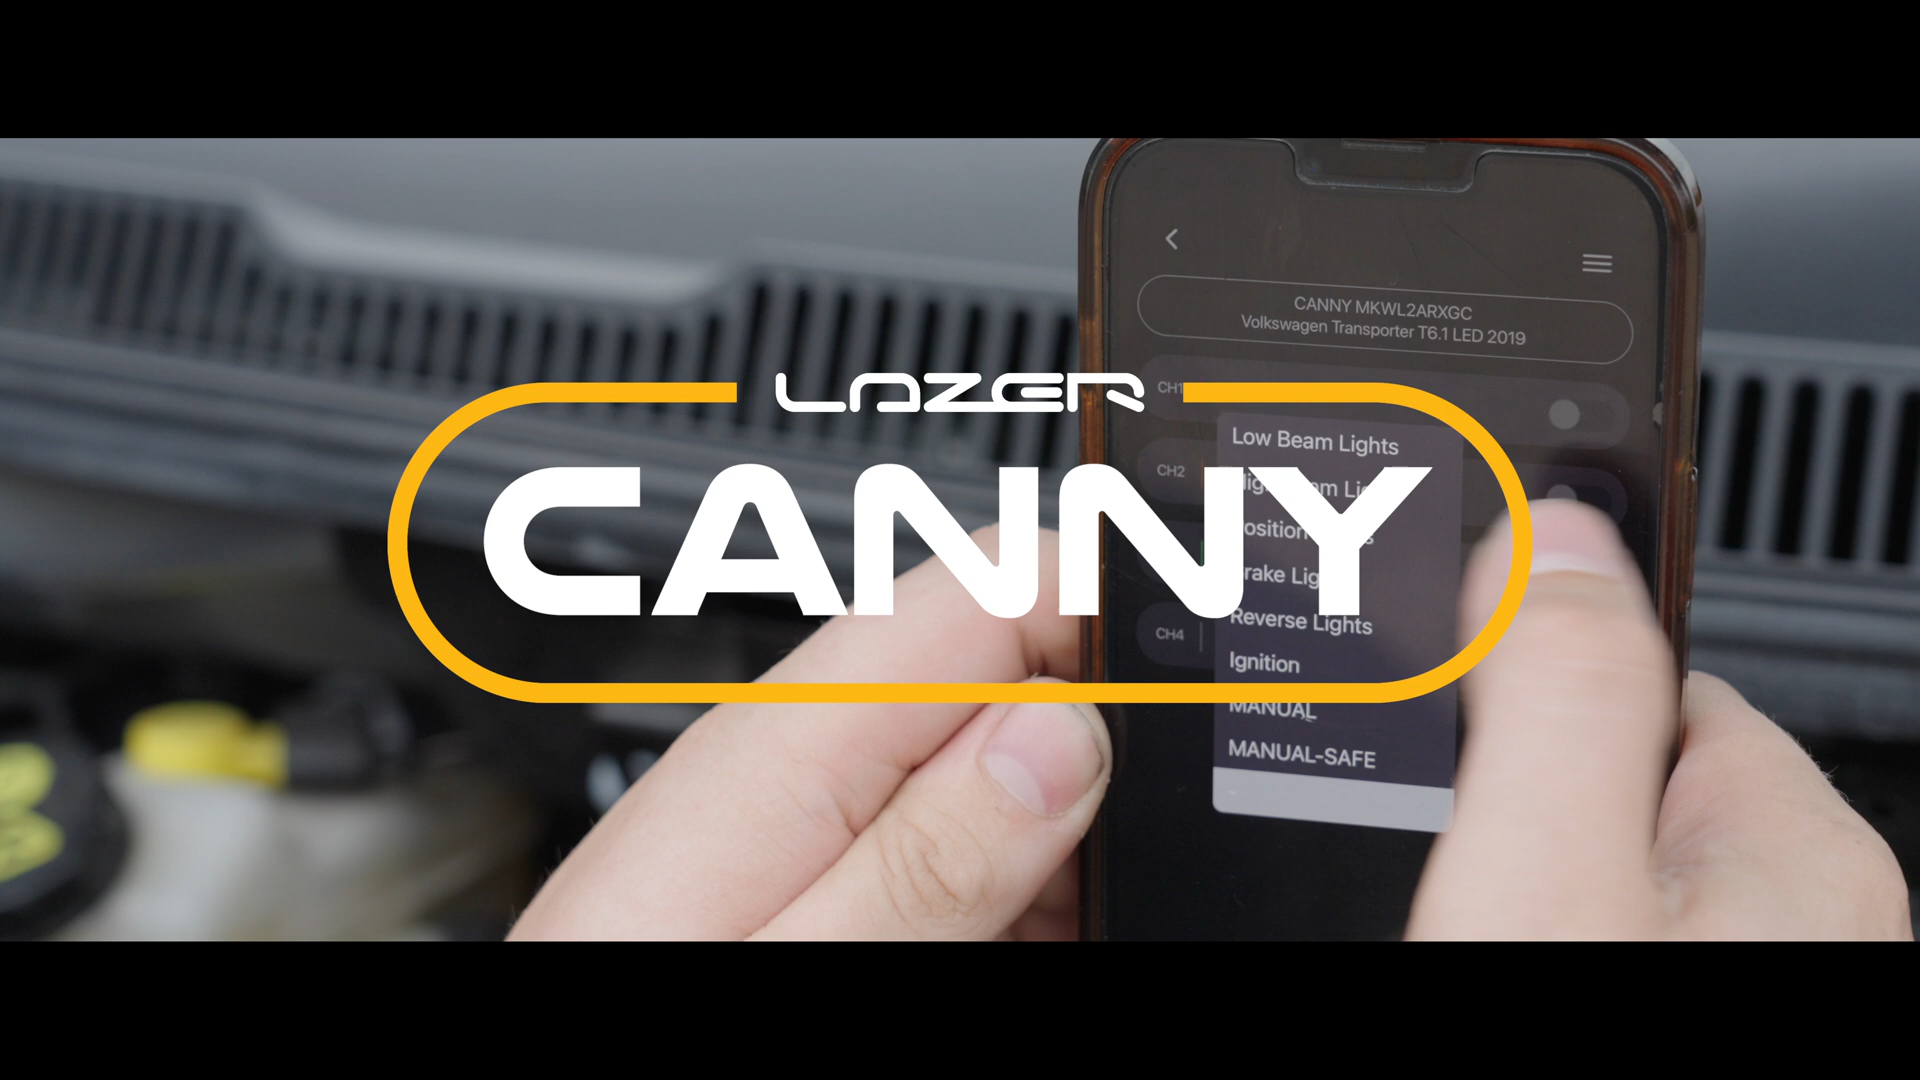 CANNY MKWL2ARXGC
Volkswagen Transporter T6.1 LED 2019
LAZER
CANNY
CH1
CH2
CH4
Low Beam Lights
Reverse Lights
Ignition
MANUAL
MANUAL-SAFE